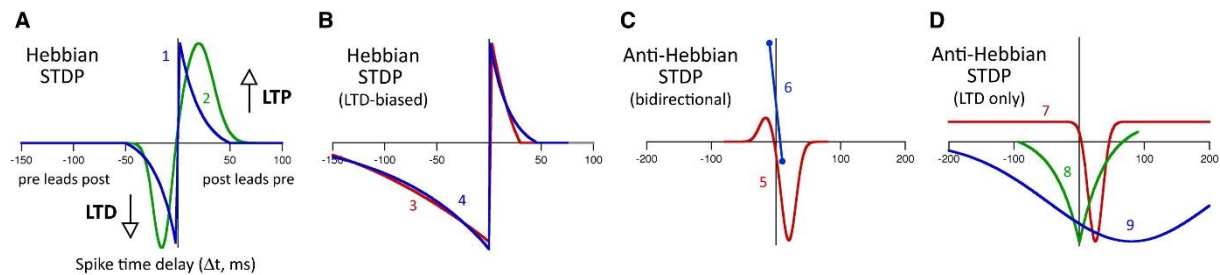 A
Hebbian
STDP
1
2
LTP
-150 -100 -50 0 50 100
pre leads post
post leads pre
LTD
Spike time delay (Δt, ms)
B
Hebbian
STDP
(LTD-biased)
3
4
-150 -100 -50 0 50 100
C
Anti-Hebbian
STDP
(bidirectional)
6
5
-200 -100 0 100 200
D
Anti-Hebbian
STDP
(LTD only)
7
8
9
-200 -100 0 100 200